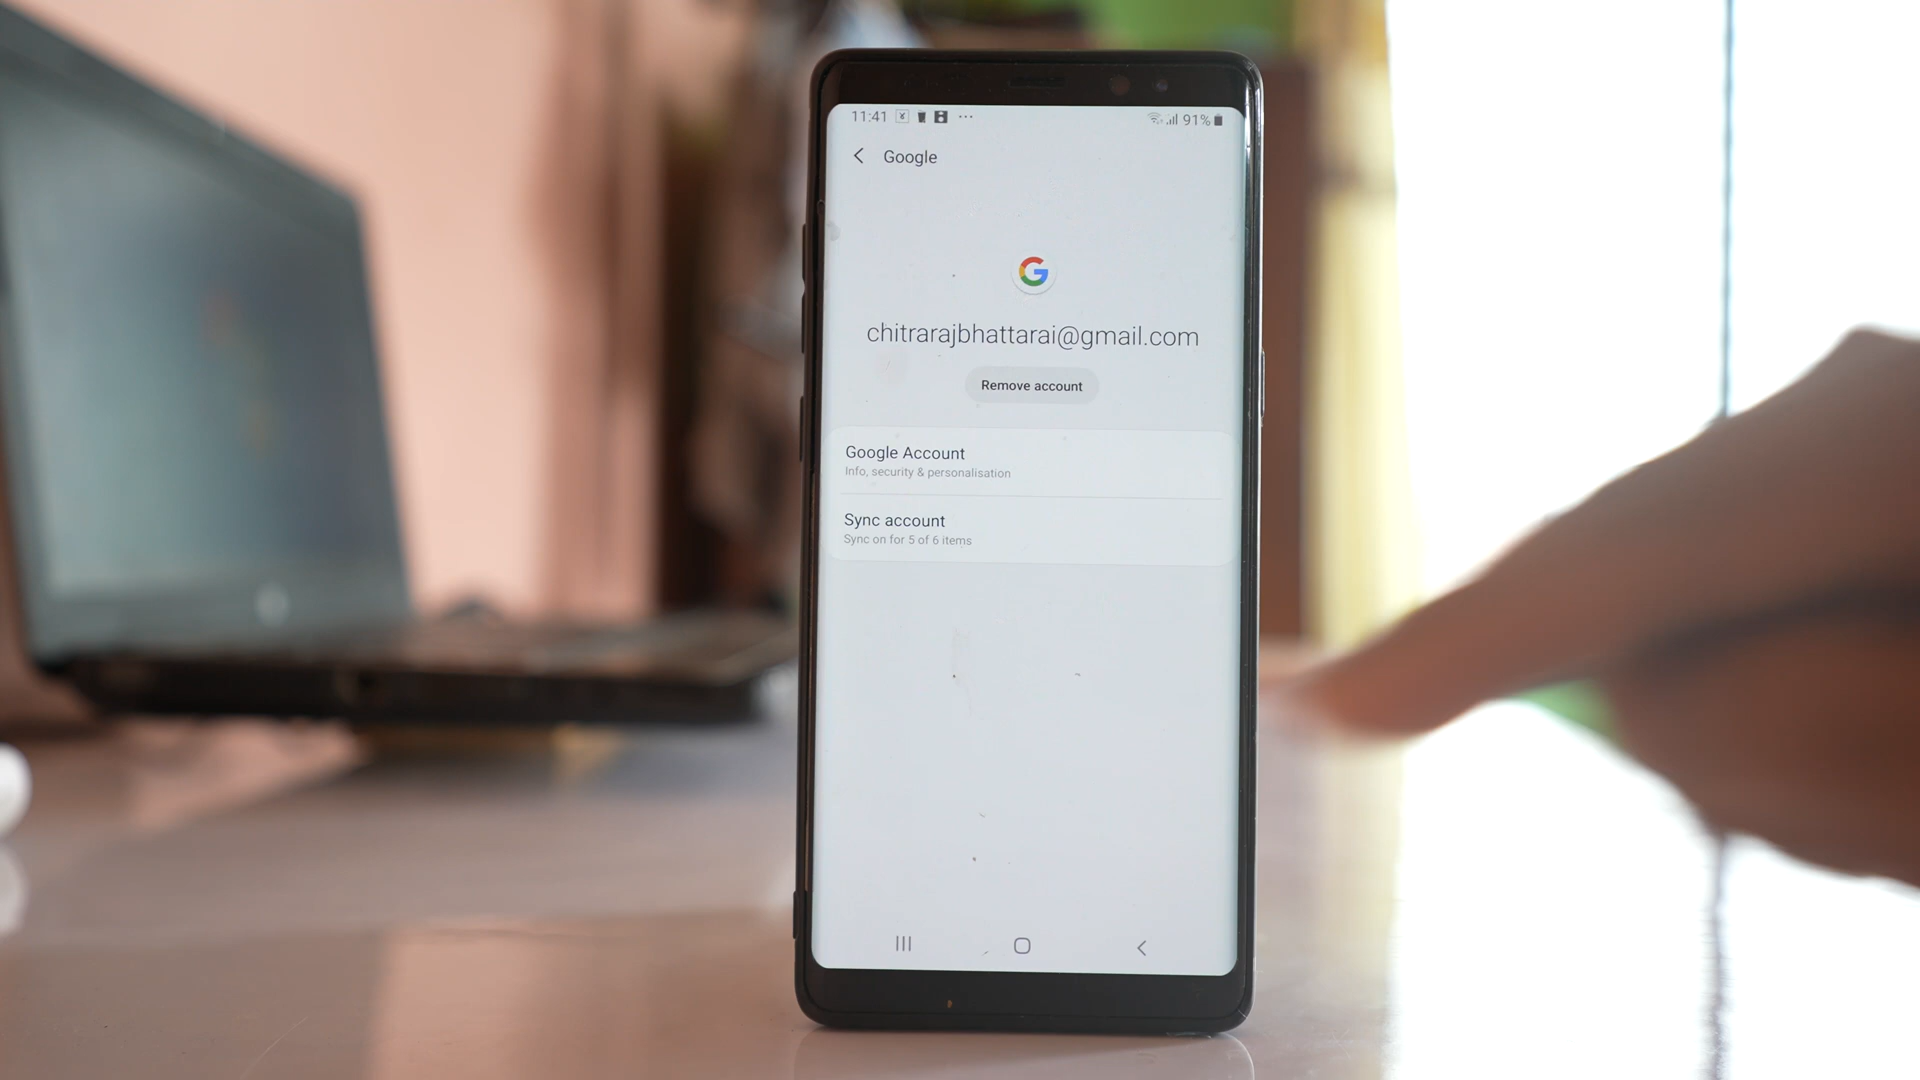 11:41 ... 91%
Google
chitrarajbhattarai@gmail.com
Remove account
Google Account
Info, security & personalisation
Sync account
Sync on for 5 of 6 items